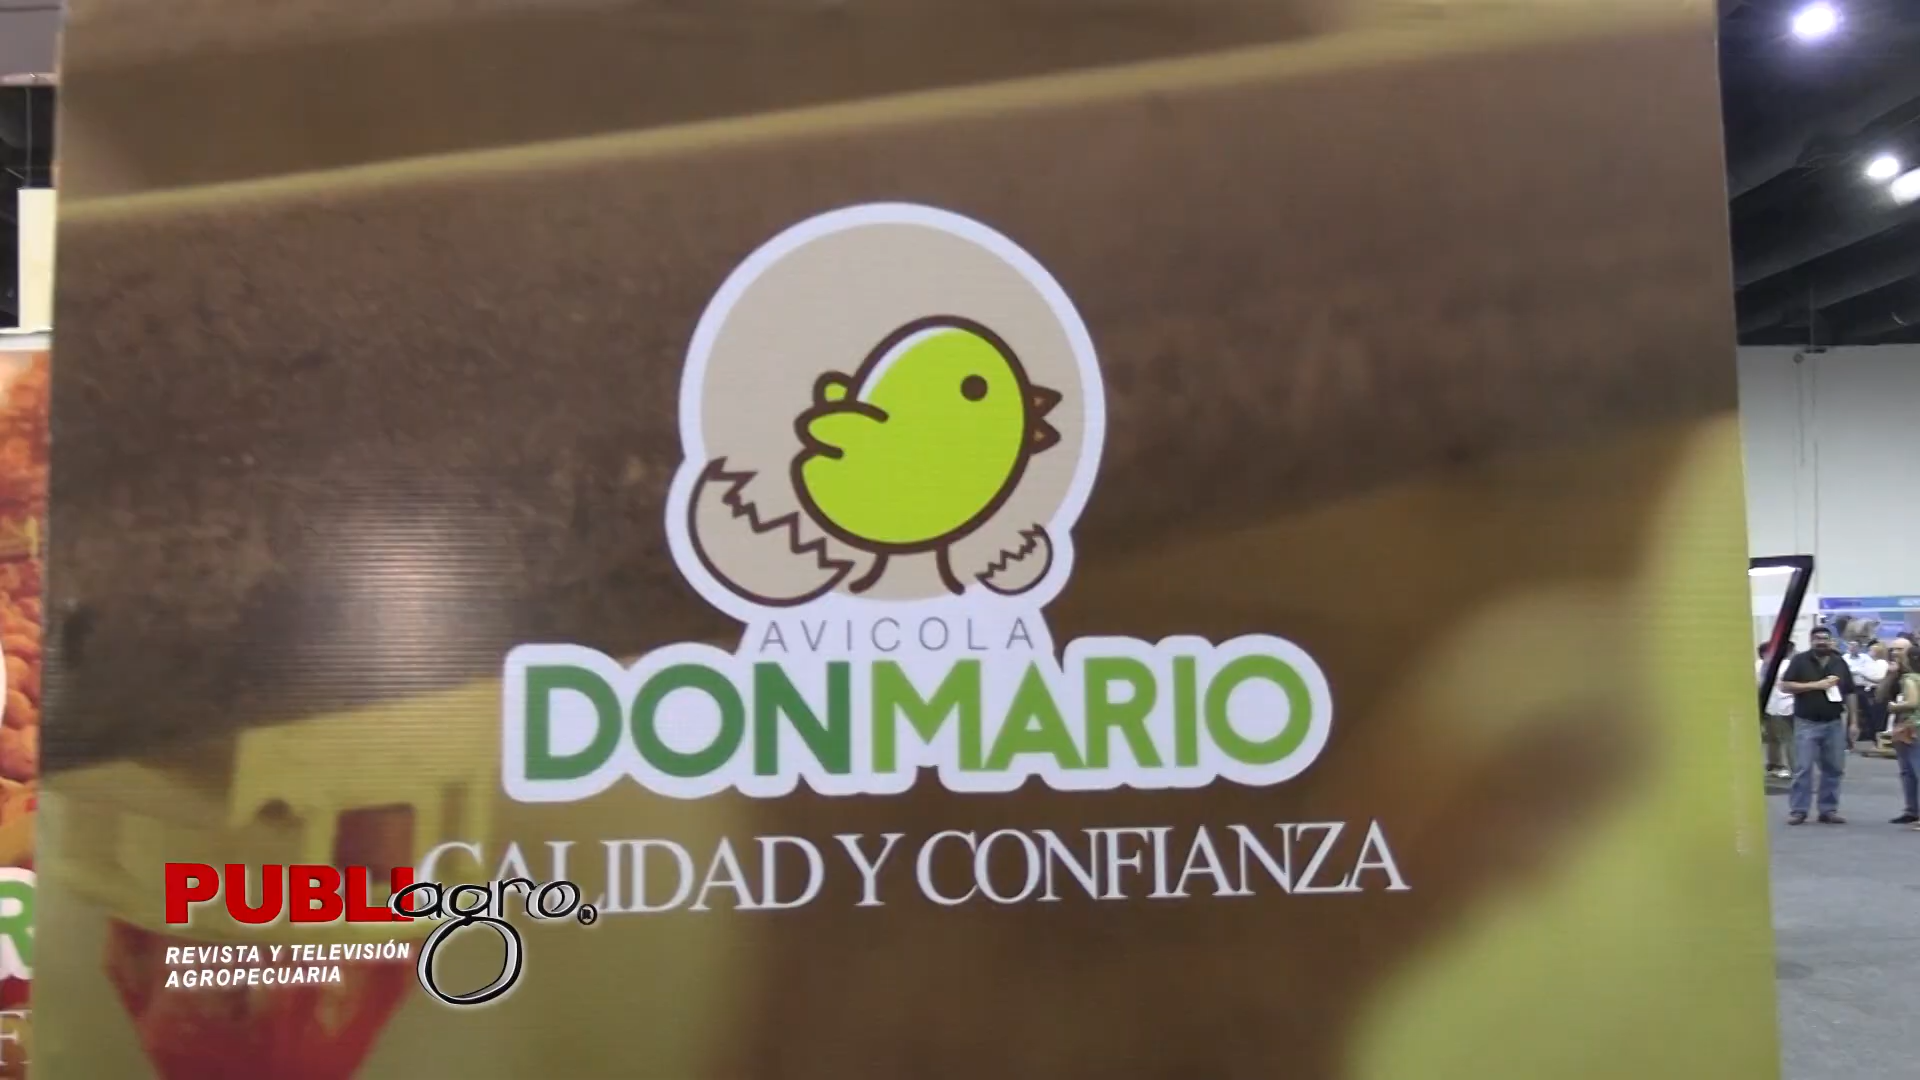 AVICOLA
DONMARIO
CALIDAD Y CONFIANZA
PUBLIagro®
REVISTA Y TELEVISIÓN
AGROPECUARIA